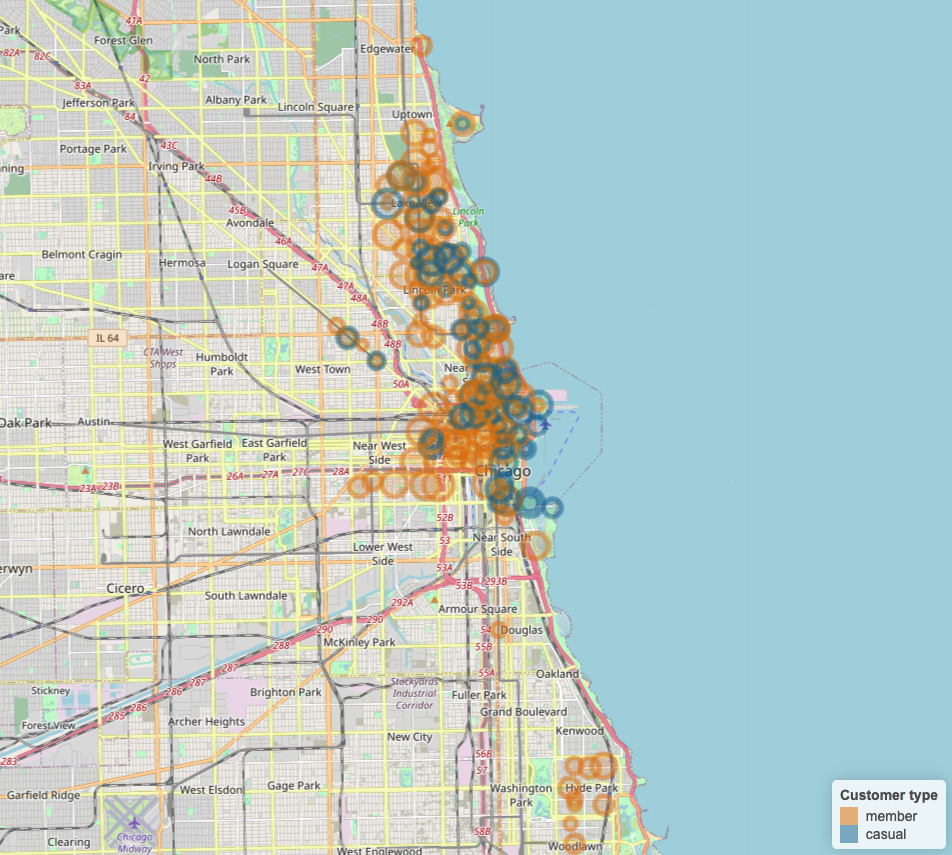 41A
Forest Glen
Edgewater
Park
82A
82C
North Park
42
83A
Jefferson Park
Albany Park
Lincoln Square
Uptown
84
43C
Portage Park
ning
Irving Park
44B
Lake
45B
Lincoln
Park
Avondale
46A
Belmont Cragin
Hermosa
Logan Square
47A
are
47A
Lincoln Park
48A
48B
IL 64
48B
CTA West
Shops
Humboldt
Park
West Town
Near
50A
Oak Park
Austin
West Garfield
Park
East Garfield
Park
Near West
Side
Chicago
28A
27C
27A
26A
23A
23B
51
52B
North Lawndale
Near South
Side
53
Lower West
Side
53A
erwyn
Cicero
53B
293B
South Lawndale
292A
Armour Square
290
290
54
Douglas
McKinley Park
288
55B
287
55A
Oakland
287
Stickney
286
Brighton Park
Stockyards
Industrial
Corridor
Fuller Park
286
285
Grand Boulevard
Forest View
Archer Heights
Kenwood
New City
283
56B
57
Garfield Ridge
West Elsdon
Gage Park
Washington
Park
Hyde Park
Customer type
member
casual
58B
Clearing
Chicago
Midway
West Englewood
Woodlawn